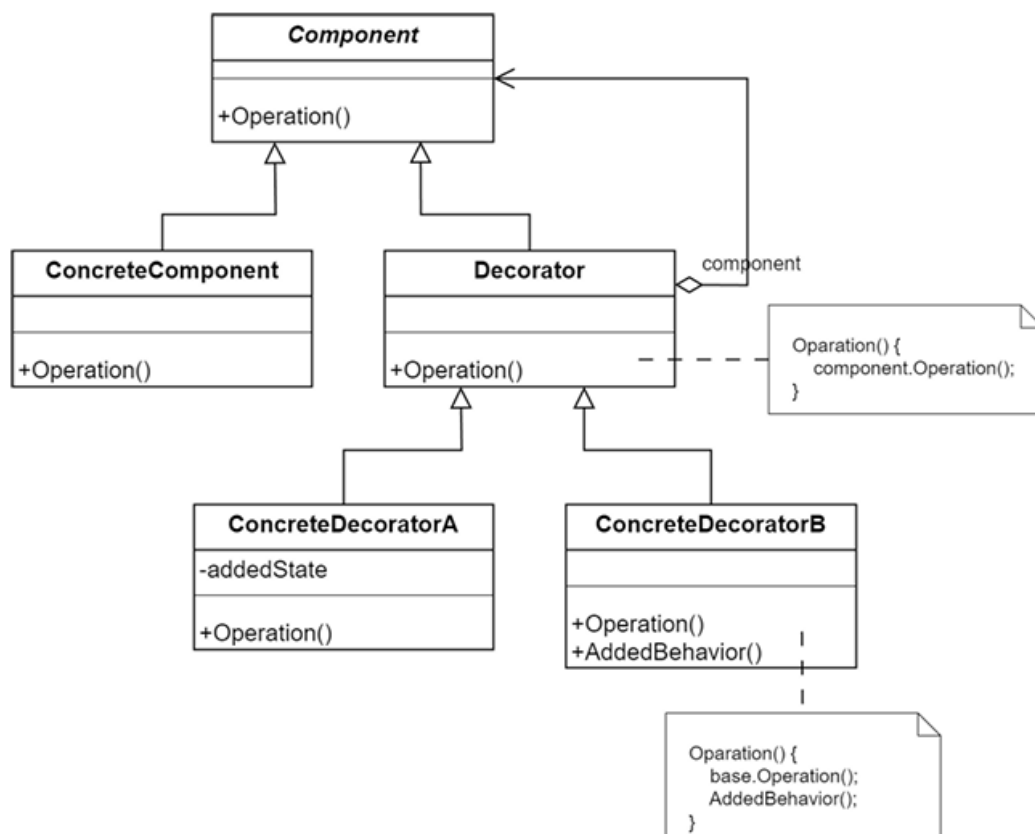 Component
+Operation()
ConcreteComponent
+Operation()
Decorator
+Operation()
component
Oparation() {
component.Operation();
}
ConcreteDecoratorA
-addedState
+Operation()
ConcreteDecoratorB
+Operation()
+AddedBehavior()
Oparation() {
base.Operation();
AddedBehavior();
}